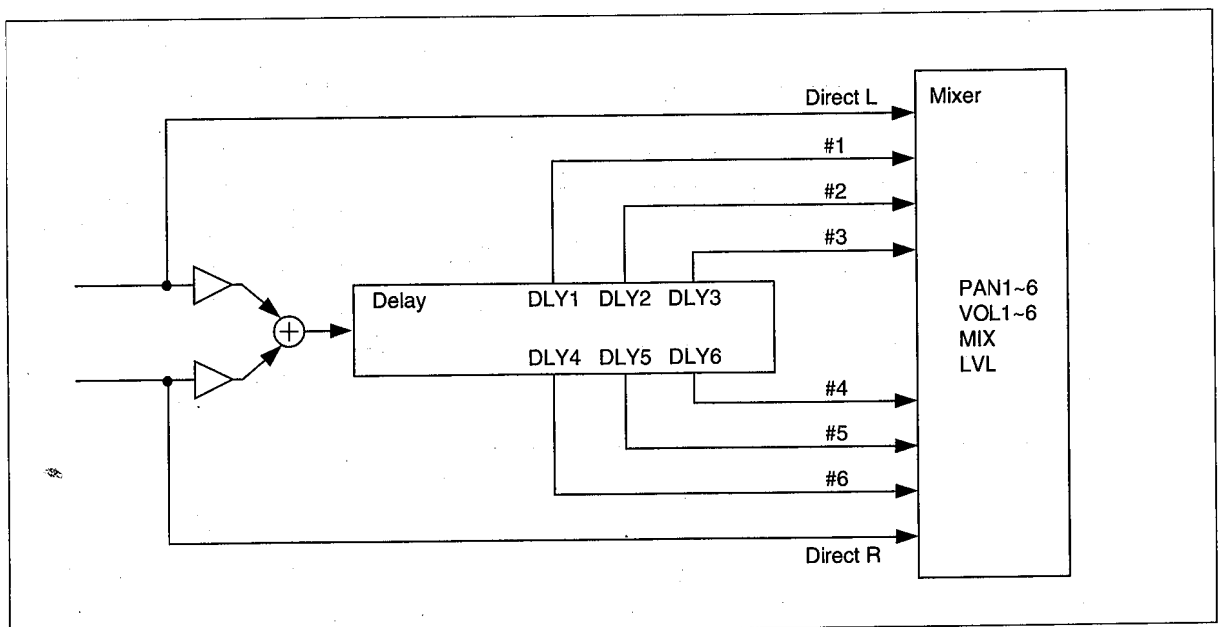 Direct L
Mixer
#1
#2
#3
Delay
DLY1 DLY2 DLY3
DLY4 DLY5 DLY6
PAN1~6
VOL1~6
MIX
LVL
#4
#5
#6
Direct R